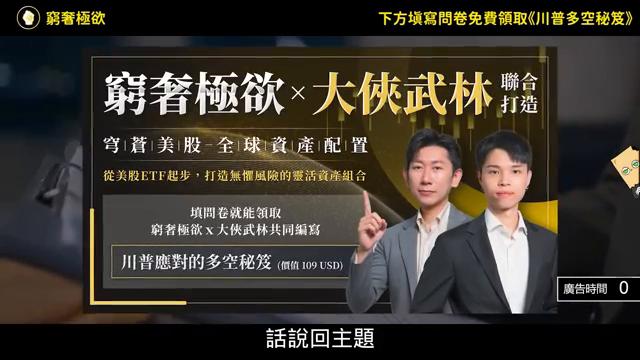 窮奢極欲
下方填寫問卷免費領取《川普多空秘笈》
窮奢極欲×大俠武林 聯合打造
穹蒼美股-全球資產配置
從美股ETF起步,打造無懼風險的靈活資產組合
填問卷就能領取
窮奢極欲 x 大俠武林共同編寫
川普應對的多空秘笈 (價值 109 USD)
廣告時間 0
話說回主題